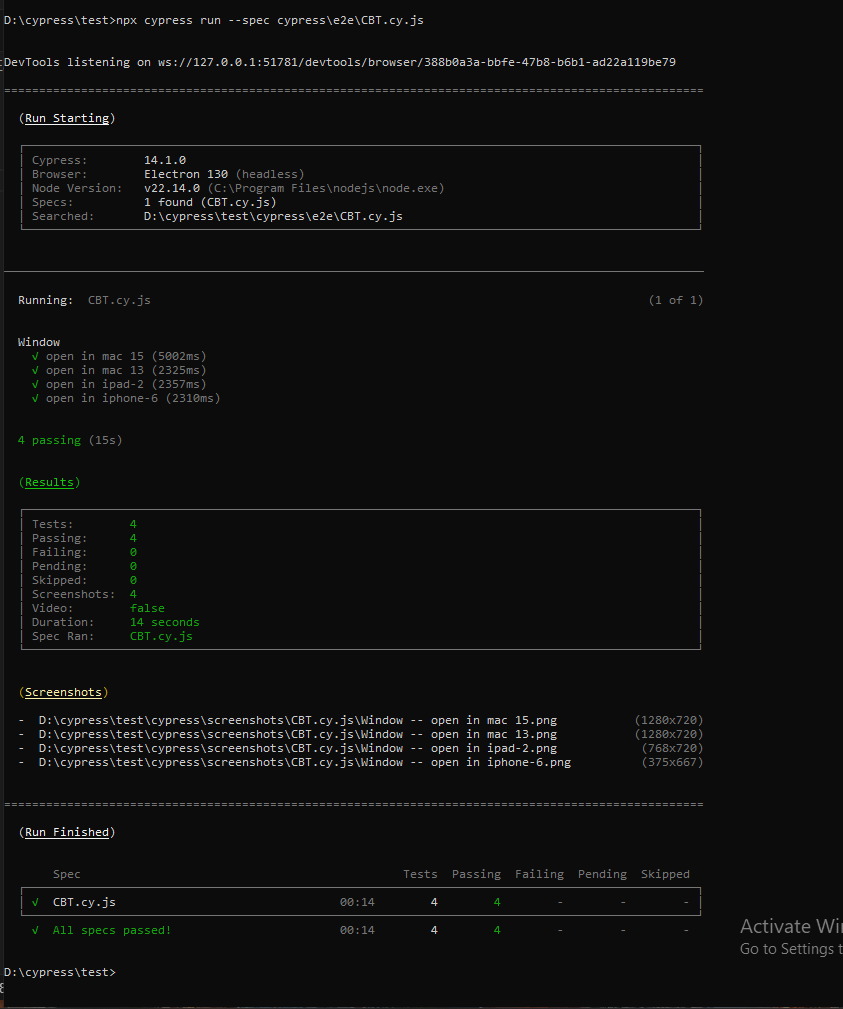 D:\cypress\test>npx cypress run --spec cypress\e2e\CBT.cy.js
DevTools listening on ws://127.0.0.1:51781/devtools/browser/388b0a3a-bbfe-47b8-b6b1-ad22a119be79
(Run Starting)
Cypress: 14.1.0
Browser: Electron 130 (headless)
Node Version: v22.14.0 (C:\Program Files\nodejs\node.exe)
Specs: 1 found (CBT.cy.js)
Searched: D:\cypress\test\cypress\e2e\CBT.cy.js
Running: CBT.cy.js (1 of 1)
Window
√ open in mac 15 (5002ms)
√ open in mac 13 (2325ms)
√ open in ipad-2 (2357ms)
√ open in iphone-6 (2310ms)
4 passing (15s)
(Results)
Tests: 4
Passing: 4
Failing: 0
Pending: 0
Skipped: 0
Screenshots: 4
Video: false
Duration: 14 seconds
Spec Ran: CBT.cy.js
(Screenshots)
- D:\cypress\test\cypress\screenshots\CBT.cy.js\Window -- open in mac 15.png (1280x720)
- D:\cypress\test\cypress\screenshots\CBT.cy.js\Window -- open in mac 13.png (1280x720)
- D:\cypress\test\cypress\screenshots\CBT.cy.js\Window -- open in ipad-2.png (768x720)
- D:\cypress\test\cypress\screenshots\CBT.cy.js\Window -- open in iphone-6.png (375x667)
(Run Finished)
Spec Tests Passing Failing Pending Skipped
√ CBT.cy.js 00:14 4 4 - - -
√ All specs passed! 00:14 4 4 - - -
Activate Wi
Go to Settings t
D:\cypress\test>